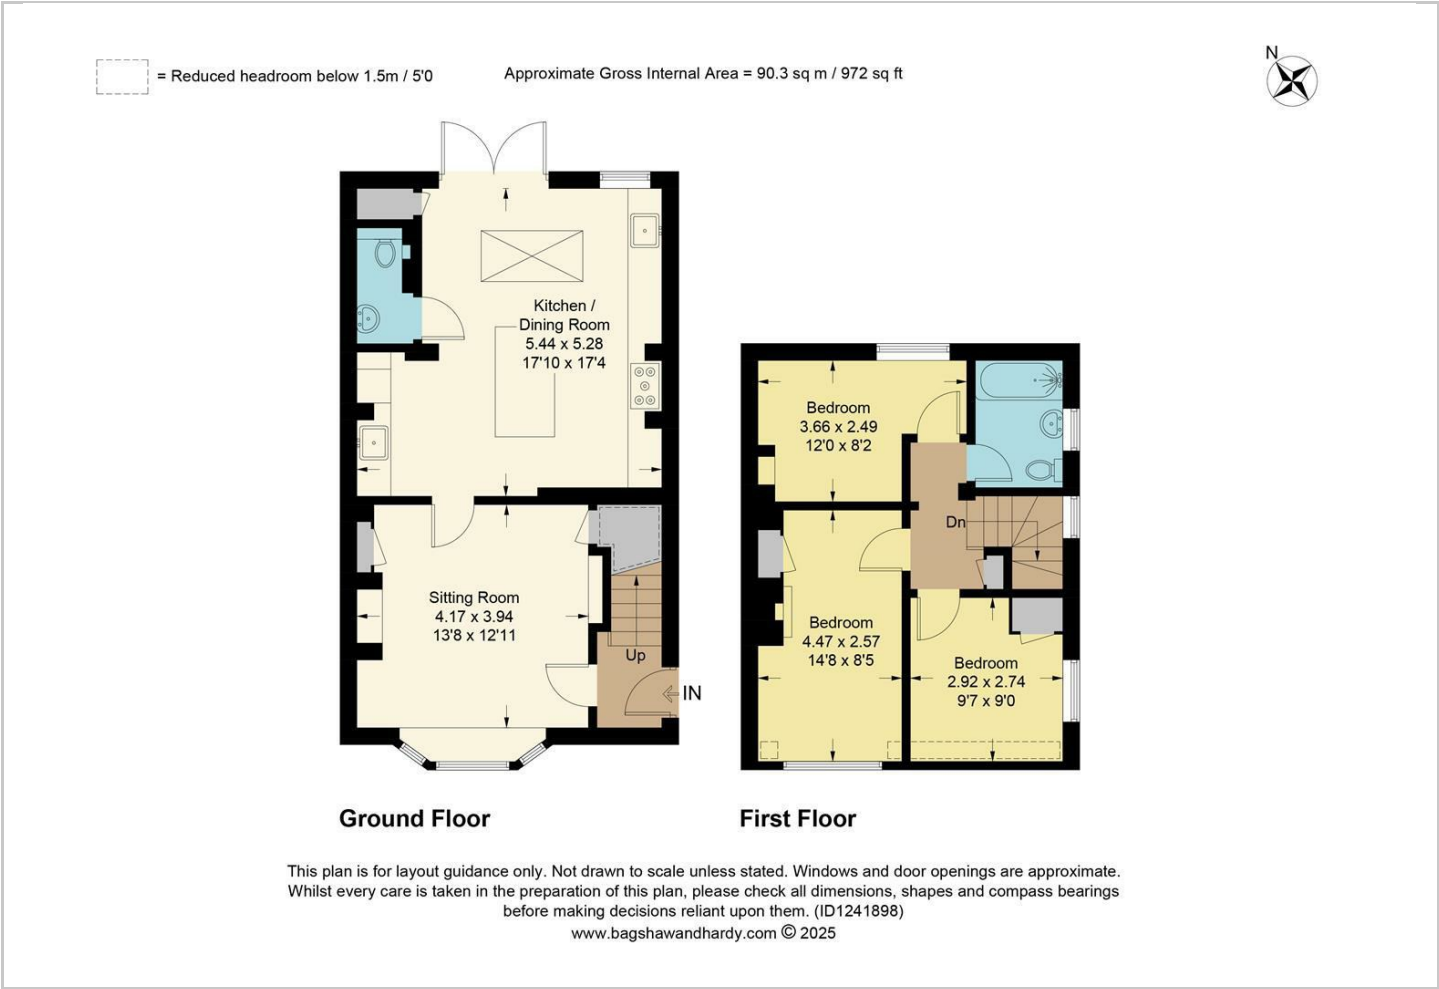 = Reduced headroom below 1.5m / 5'0
Approximate Gross Internal Area = 90.3 sq m / 972 sq ft
N
Kitchen /
Dining Room
5.44 x 5.28
17'10 x 17'4
Sitting Room
4.17 x 3.94
13'8 x 12'11
Up
IN
Bedroom
3.66 x 2.49
12'0 x 8'2
Dn
Bedroom
4.47 x 2.57
14'8 x 8'5
Bedroom
2.92 x 2.74
9'7 x 9'0
Ground Floor
First Floor
This plan is for layout guidance only. Not drawn to scale unless stated. Windows and door openings are approximate.
Whilst every care is taken in the preparation of this plan, please check all dimensions, shapes and compass bearings
before making decisions reliant upon them. (ID1241898)
www.bagshawandhardy.com © 2025